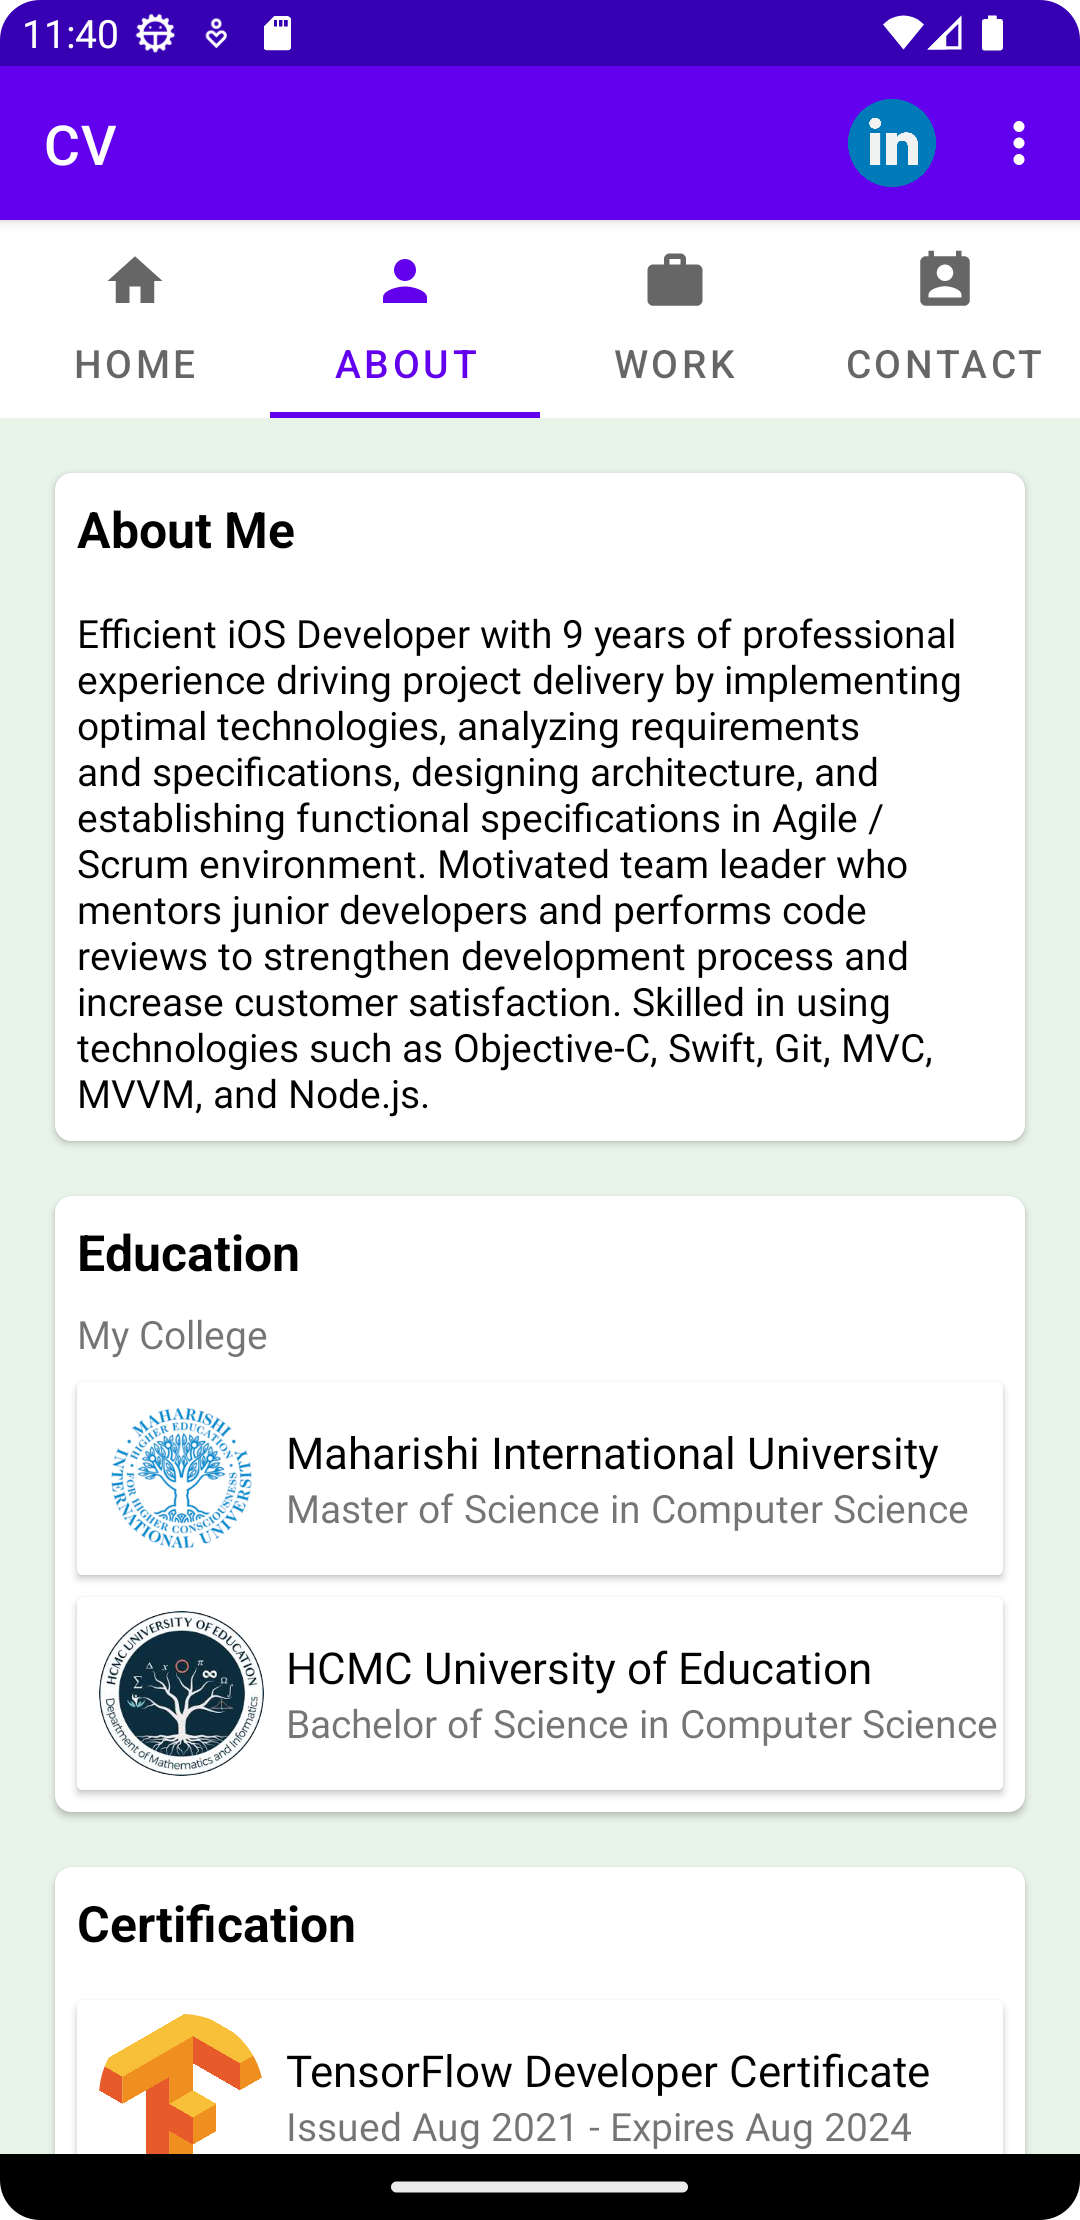 11:40
CV
in
HOME
ABOUT
WORK
CONTACT
About Me
Efficient iOS Developer with 9 years of professional
experience driving project delivery by implementing
optimal technologies, analyzing requirements
and specifications, designing architecture, and
establishing functional specifications in Agile /
Scrum environment. Motivated team leader who
mentors junior developers and performs code
reviews to strengthen development process and
increase customer satisfaction. Skilled in using
technologies such as Objective-C, Swift, Git, MVC,
MVVM, and Node.js.
Education
My College
MAHARISHI INTERNATIONAL UNIVERSITY
HIGHER EDUCATION FOR HIGHER CONSCIOUSNESS
Maharishi International University
Master of Science in Computer Science
HCMC UNIVERSITY OF EDUCATION
Department of Mathematics and Informatics
HCMC University of Education
Bachelor of Science in Computer Science
Certification
TensorFlow Developer Certificate
Issued Aug 2021 - Expires Aug 2024